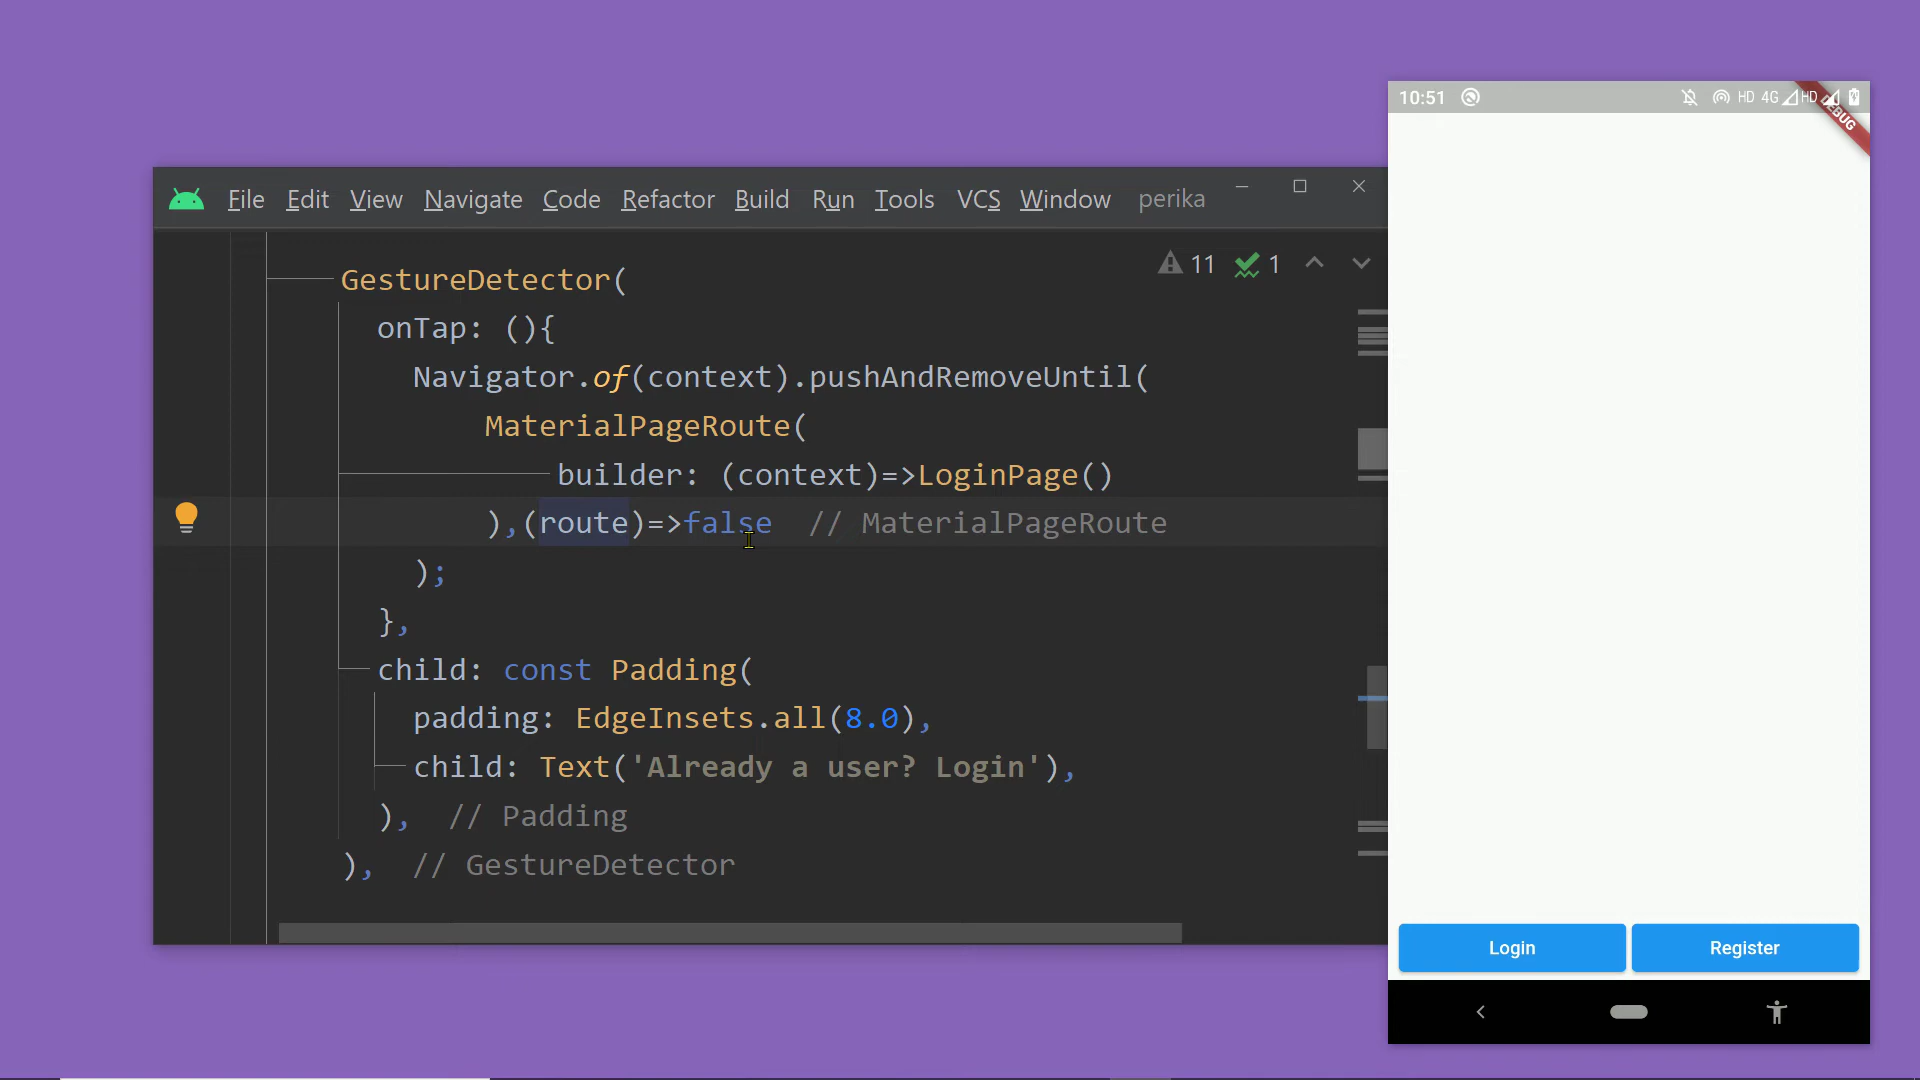 File Edit View Navigate Code Refactor Build Run Tools VCS Window perika
11 1
GestureDetector(
onTap: (){
Navigator.of(context).pushAndRemoveUntil(
MaterialPageRoute(
builder: (context)=>LoginPage()
),(route)=>false // MaterialPageRoute
);
},
child: const Padding(
padding: EdgeInsets.all(8.0),
child: Text('Already a user? Login'),
), // Padding
), // GestureDetector
10:51 HD 4G HD
DEBUG
Login Register